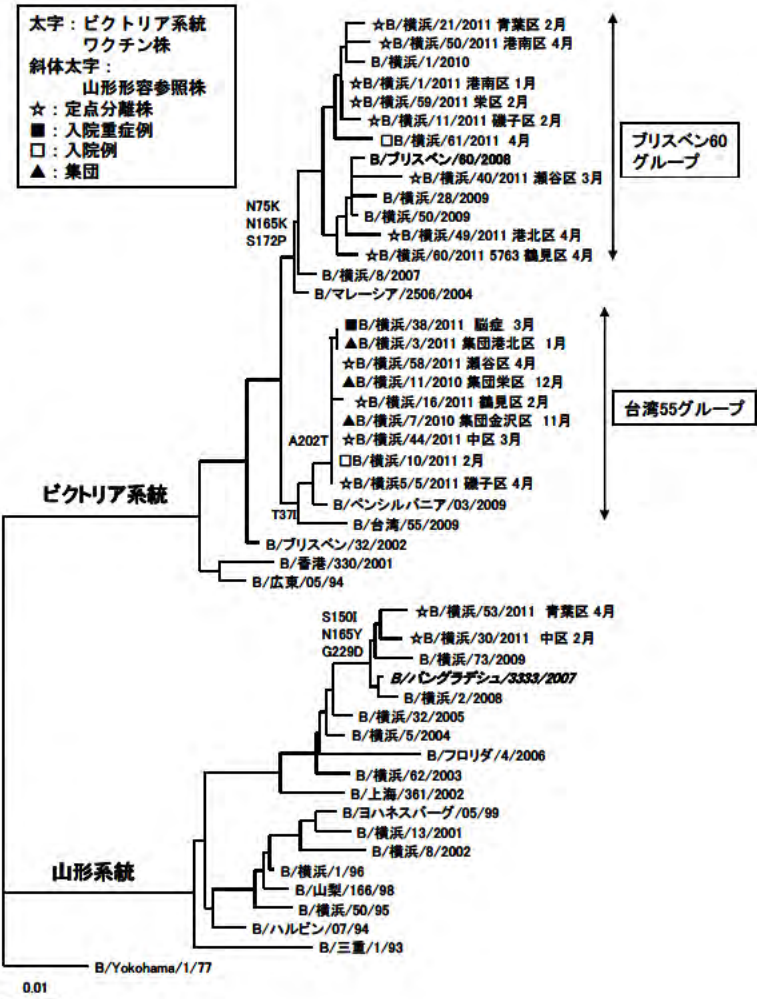 太字：ビクトリア系統
ワクチン株
斜体太字：
山形形容参照株
☆：定点分離株
■：入院重症例
□：入院例
▲：集団
☆B/横浜/21/2011 青葉区 2月
☆B/横浜/50/2011 港南区 4月
B/横浜/1/2010
☆B/横浜/1/2011 港南区 1月
☆B/横浜/59/2011 栄区 2月
☆B/横浜/11/2011 磯子区 2月
□B/横浜/61/2011 4月
B/ブリスベン/60/2008
☆B/横浜/40/2011 瀬谷区 3月
B/横浜/28/2009
B/横浜/50/2009
☆B/横浜/49/2011 港北区 4月
☆B/横浜/60/2011 5763 鶴見区 4月
ブリスベン60
グループ
N75K
N165K
S172P
B/横浜/8/2007
B/マレーシア/2506/2004
■B/横浜/38/2011 脳症 3月
▲B/横浜/3/2011 集団港北区 1月
☆B/横浜/58/2011 瀬谷区 4月
▲B/横浜/11/2010 集団栄区 12月
☆B/横浜/16/2011 鶴見区 2月
▲B/横浜/7/2010 集団金沢区 11月
☆B/横浜/44/2011 中区 3月
□B/横浜/10/2011 2月
☆B/横浜5/5/2011 磯子区 4月
B/ペンシルバニア/03/2009
B/台湾/55/2009
台湾55グループ
A202T
T37I
ビクトリア系統
B/ブリスベン/32/2002
B/香港/330/2001
B/広東/05/94
S150I
N165Y
G229D
☆B/横浜/53/2011 青葉区 4月
☆B/横浜/30/2011 中区 2月
B/横浜/73/2009
B/バングラデシュ/3333/2007
B/横浜/2/2008
B/横浜/32/2005
B/横浜/5/2004
B/フロリダ/4/2006
B/横浜/62/2003
B/上海/361/2002
B/ヨハネスバーグ/05/99
B/横浜/13/2001
B/横浜/8/2002
山形系統
B/横浜/1/96
B/山梨/166/98
B/横浜/50/95
B/ハルビン/07/94
B/三重/1/93
B/Yokohama/1/77
0.01